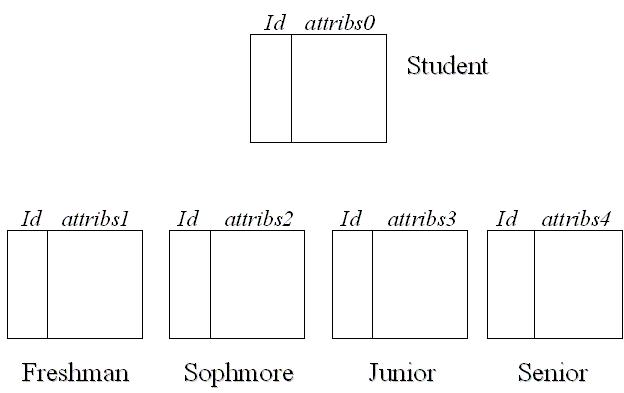 Id attribs0
Student
Id attribs1 Id attribs2 Id attribs3 Id attribs4
Freshman Sophmore Junior Senior